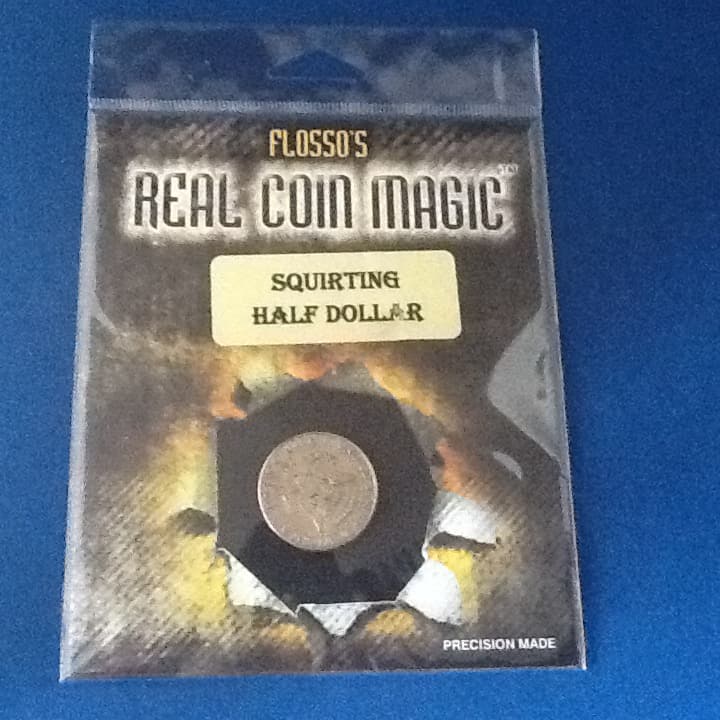 FLOSSO'S
REAL COIN MAGIC™
SQUIRTING
HALF DOLLAR
PRECISION MADE